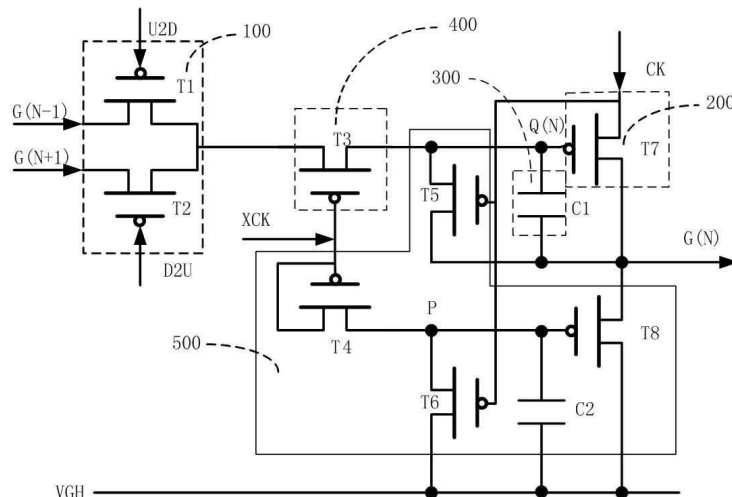 U2D
100
400
CK
300
T1
G(N-1)
Q(N)
200
T3
T7
G(N+1)
T5
T2
XCK
C1
G(N)
D2U
P
T8
500
T4
T6
C2
VGH